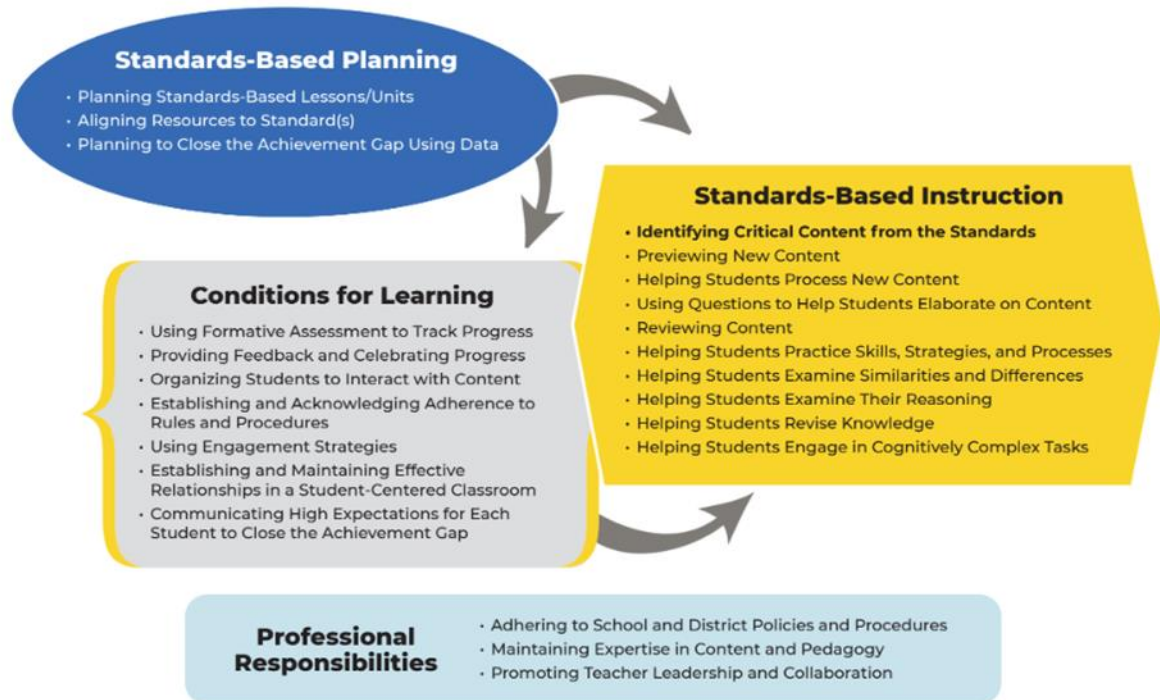 Standards-Based Planning
• Planning Standards-Based Lessons/Units
• Aligning Resources to Standard(s)
• Planning to Close the Achievement Gap Using Data
Standards-Based Instruction
• Identifying Critical Content from the Standards
• Previewing New Content
• Helping Students Process New Content
• Using Questions to Help Students Elaborate on Content
• Reviewing Content
• Helping Students Practice Skills, Strategies, and Processes
• Helping Students Examine Similarities and Differences
• Helping Students Examine Their Reasoning
• Helping Students Revise Knowledge
• Helping Students Engage in Cognitively Complex Tasks
Conditions for Learning
• Using Formative Assessment to Track Progress
• Providing Feedback and Celebrating Progress
• Organizing Students to Interact with Content
• Establishing and Acknowledging Adherence to
Rules and Procedures
• Using Engagement Strategies
• Establishing and Maintaining Effective
Relationships in a Student-Centered Classroom
• Communicating High Expectations for Each
Student to Close the Achievement Gap
Professional
Responsibilities
• Adhering to School and District Policies and Procedures
• Maintaining Expertise in Content and Pedagogy
• Promoting Teacher Leadership and Collaboration